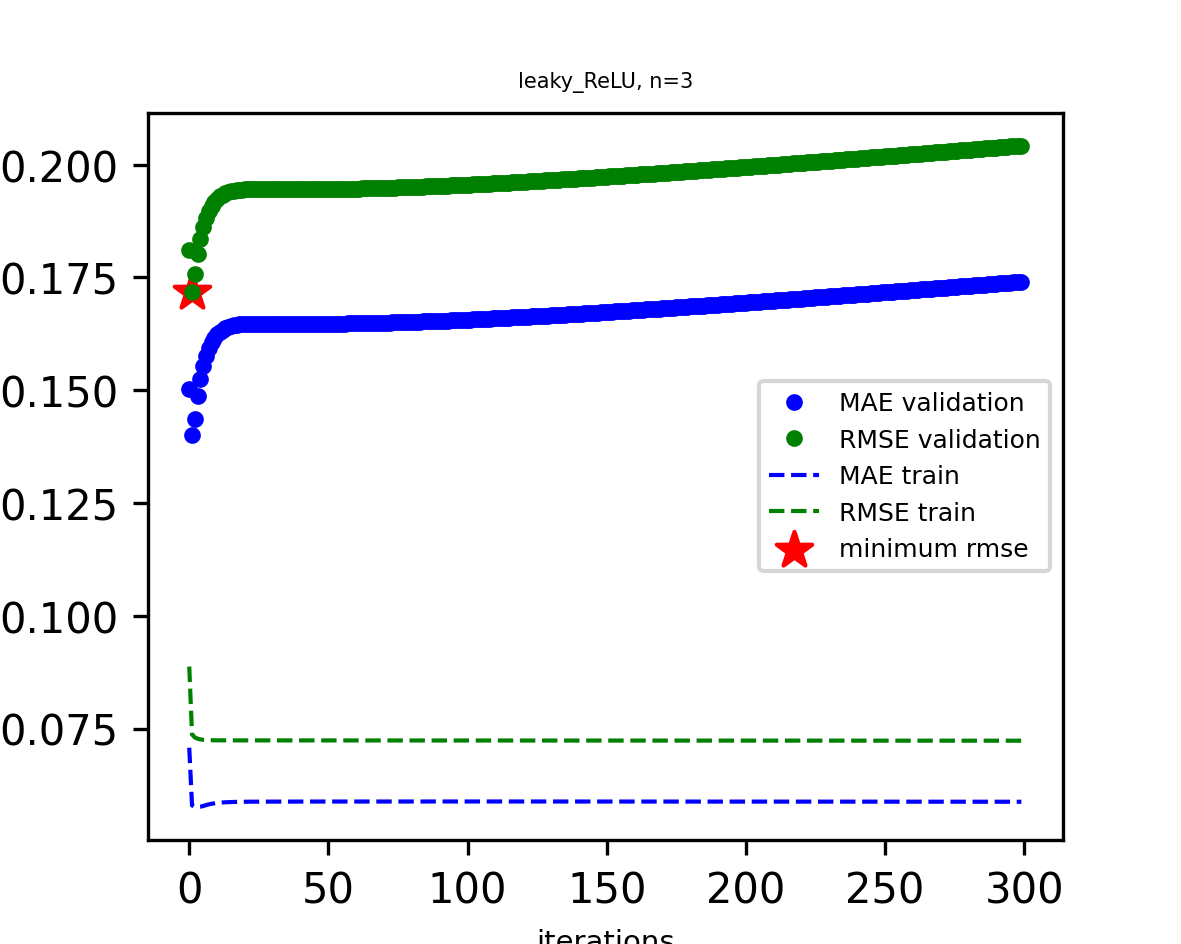 leaky_ReLU, n=3
0.200
0.175
0.150
0.125
0.100
0.075
MAE validation
RMSE validation
MAE train
RMSE train
minimum rmse
0 50 100 150 200 250 300
iterations